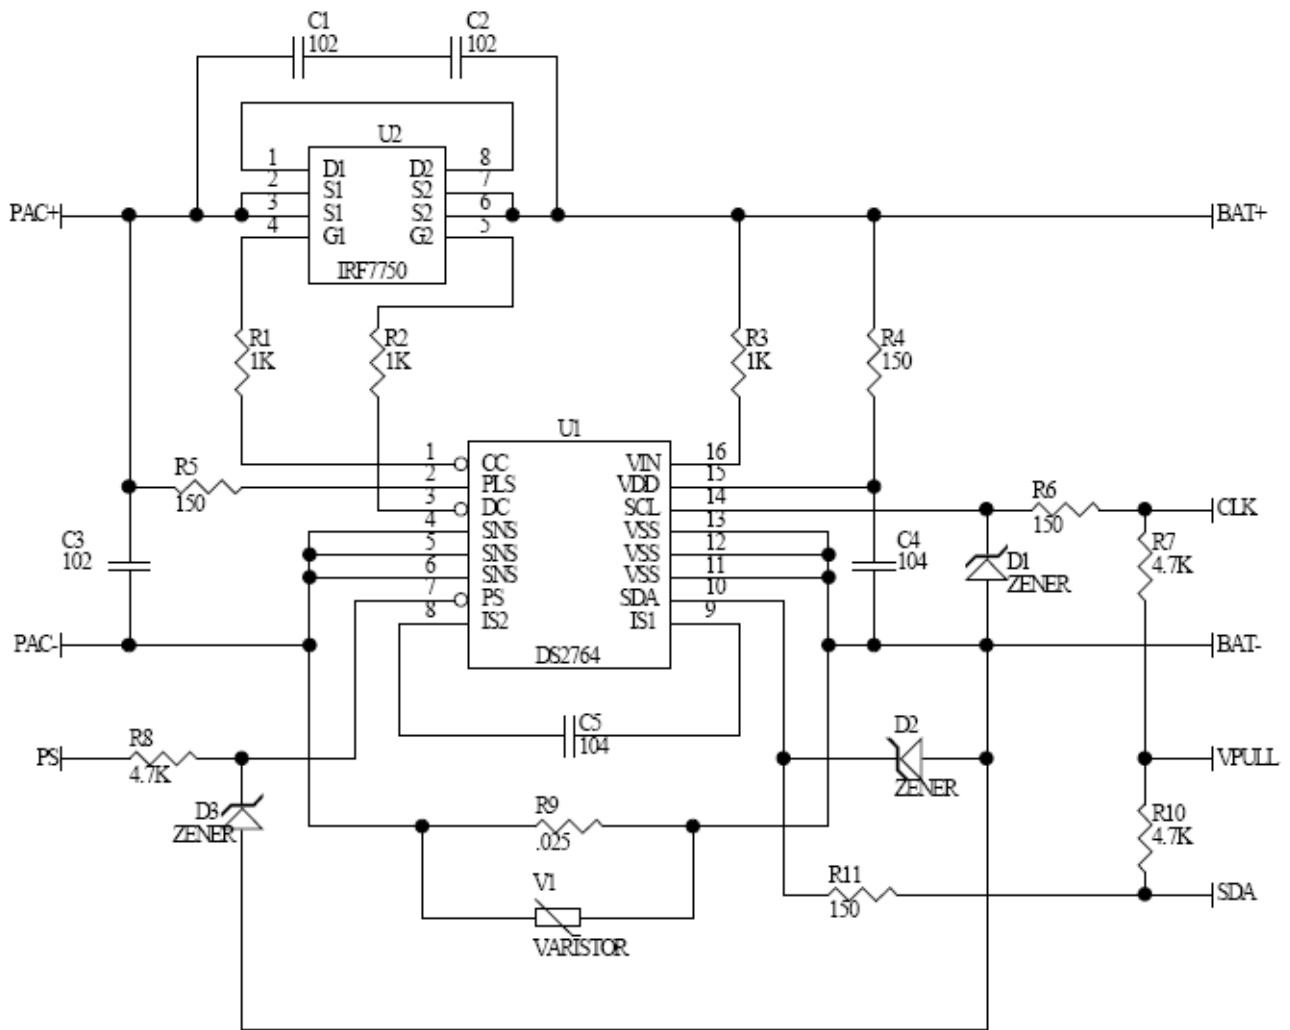 C1
102
C2
102
U2
1
2
3
4
D1
S1
S1
G1
D2
S2
S2
G2
8
7
6
5
IRF7750
PAC+
BAT+
R1
1K
R2
1K
R3
1K
R4
150
U1
1
2
3
4
5
6
7
8
CC
PLS
DC
SNS
SNS
SNS
PS
IS2
VIN
VDD
SCL
VSS
VSS
VSS
SDA
IS1
16
15
14
13
12
11
10
9
DS2764
R5
150
R6
150
CLK
C3
102
C4
104
D1
ZENER
R7
4.7K
PAC-
BAT-
C5
104
PS
R8
4.7K
D2
ZENER
VPULL
D3
ZENER
R9
.025
R10
4.7K
V1
VARISTOR
R11
150
SDA